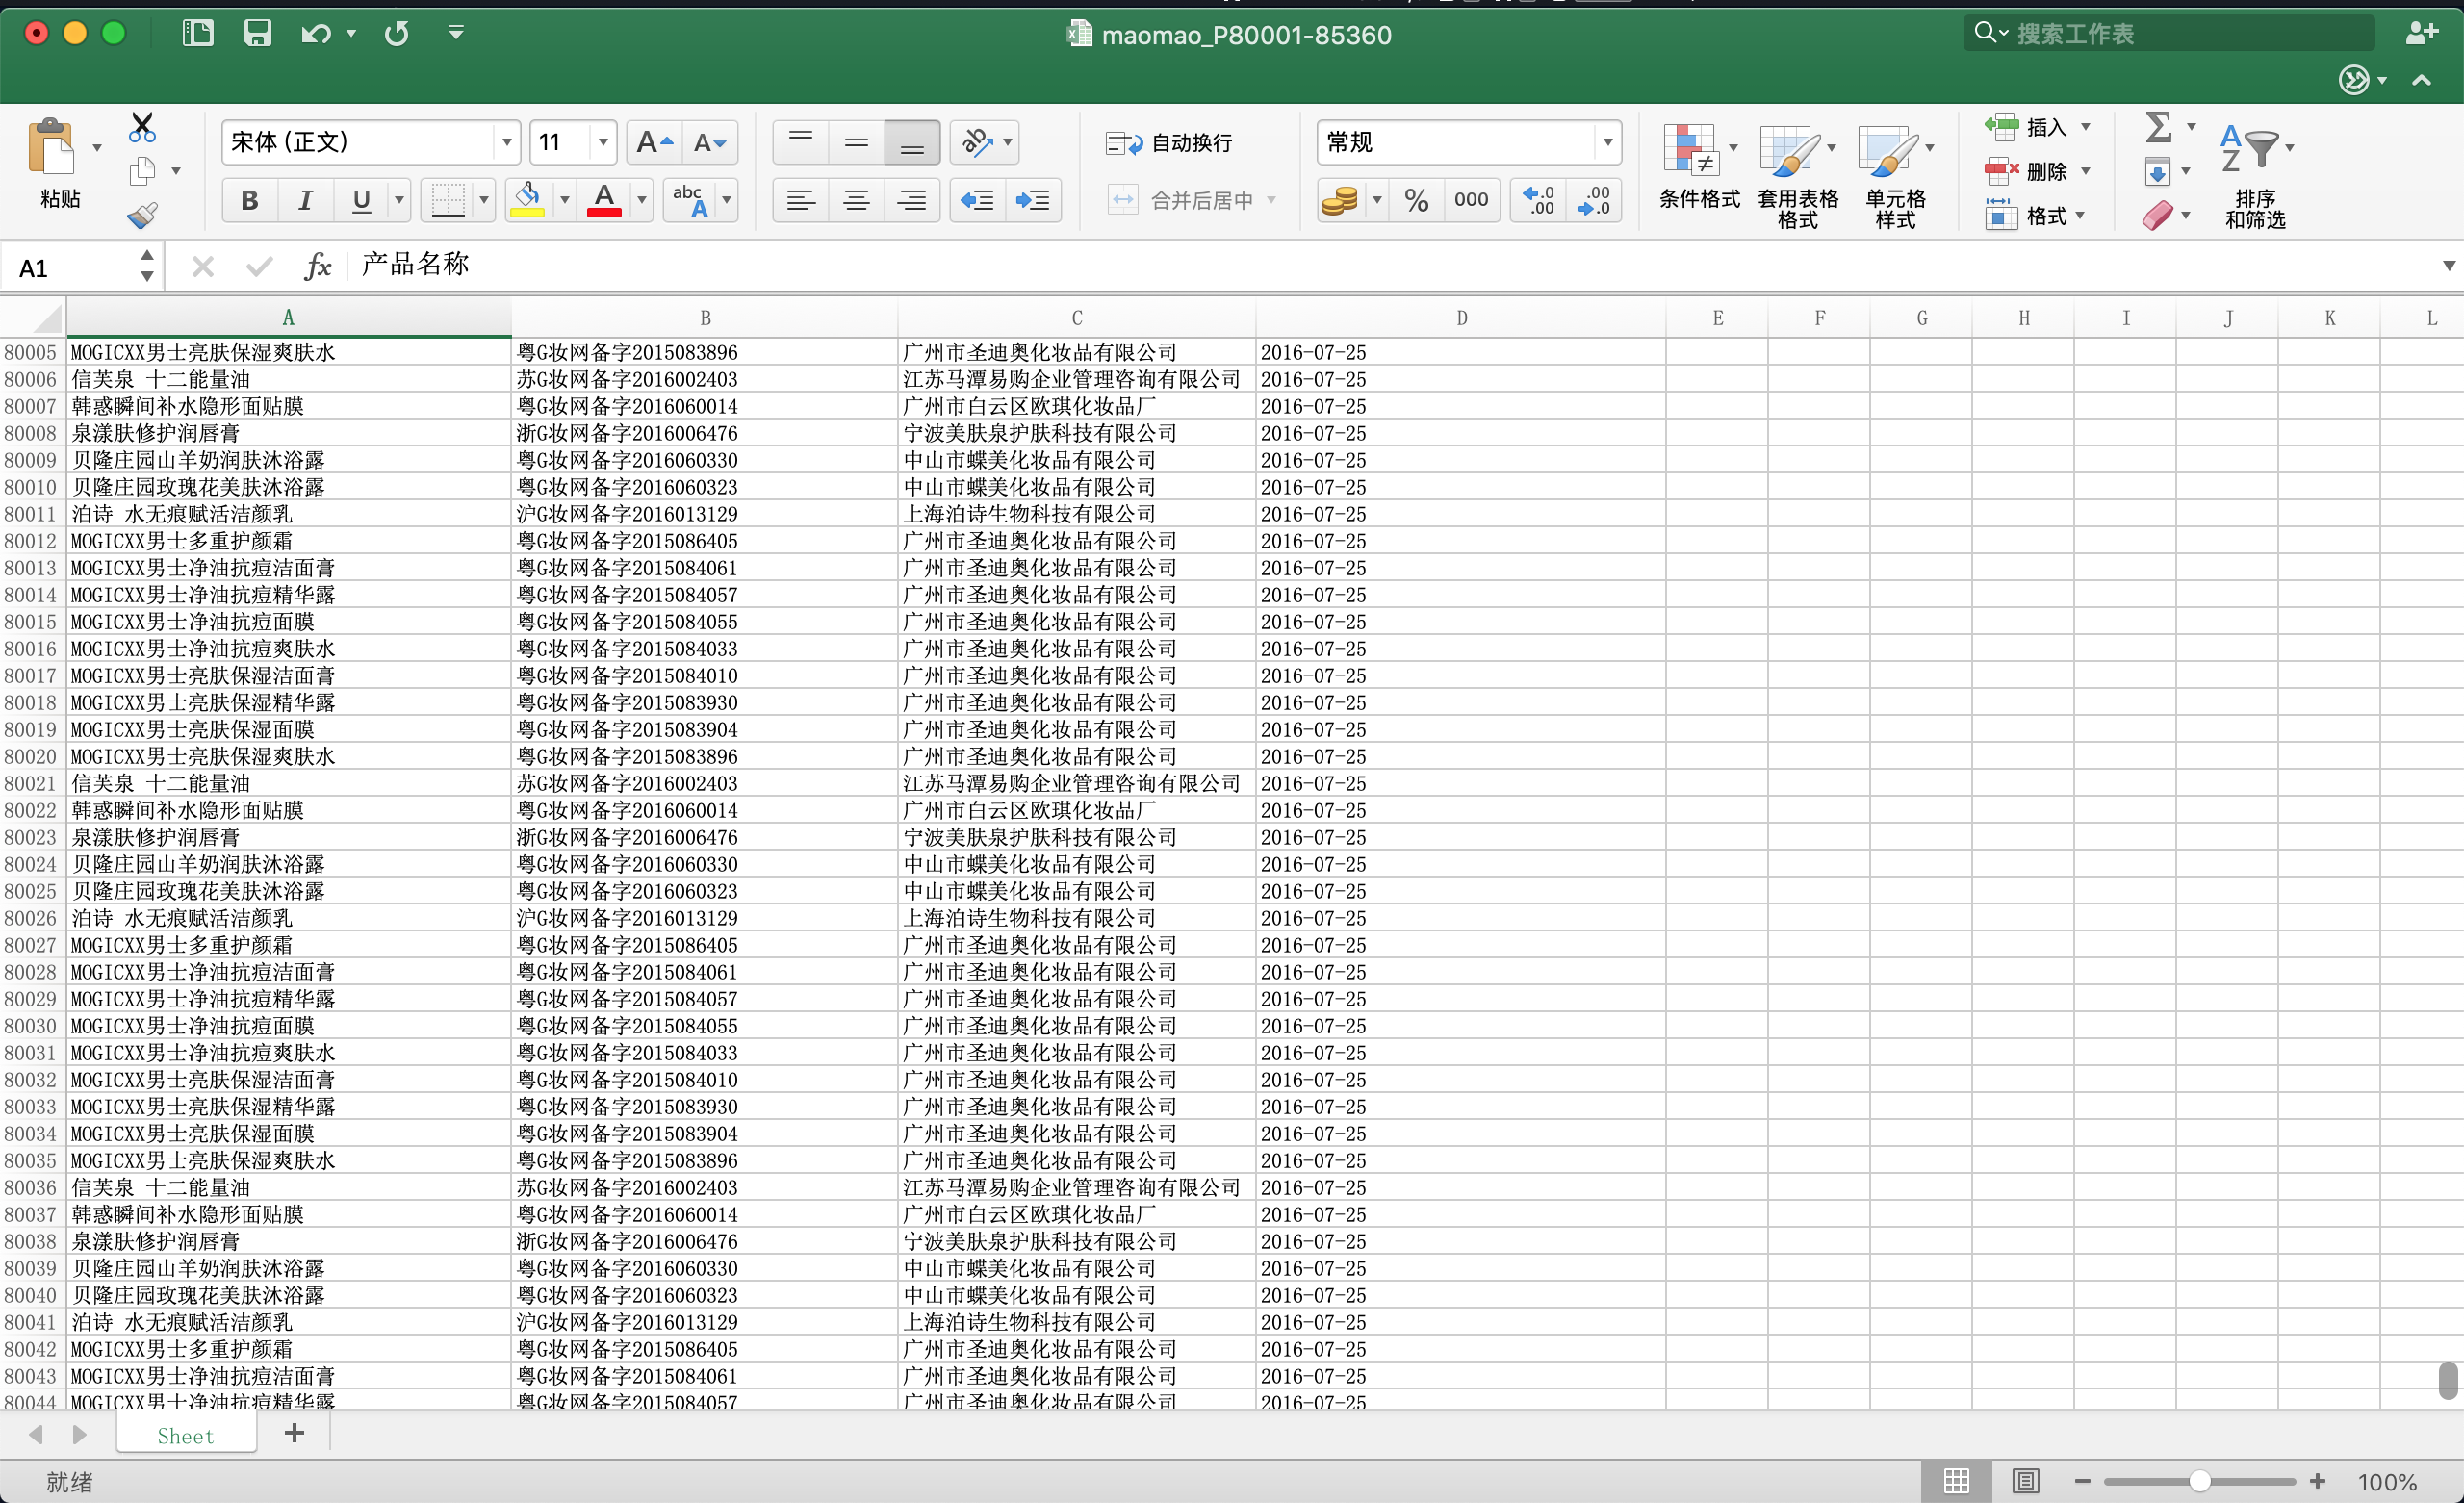 maomao_P80001-85360
搜索工作表
粘贴
宋体 (正文)
11
A A
自动换行
常规
条件格式
套用表格
格式
单元格
样式
插入
删除
格式
排序
和筛选
B I U A abc A
合并后居中
% 000 .0 .00 .00 .0
A1 fx 产品名称
A B C D E F G H I J K L
80005 MOGICXX男士亮肤保湿爽肤水 粤G妆网备字2015083896 广州市圣迪奥化妆品有限公司 2016-07-25
80006 信芙泉 十二能量油 苏G妆网备字2016002403 江苏马潭易购企业管理咨询有限公司 2016-07-25
80007 韩惑瞬间补水隐形面贴膜 粤G妆网备字2016060014 广州市白云区欧琪化妆品厂 2016-07-25
80008 泉漾肤修护润唇膏 浙G妆网备字2016006476 宁波美肤泉护肤科技有限公司 2016-07-25
80009 贝隆庄园山羊奶润肤沐浴露 粤G妆网备字2016060330 中山市蝶美化妆品有限公司 2016-07-25
80010 贝隆庄园玫瑰花美肤沐浴露 粤G妆网备字2016060323 中山市蝶美化妆品有限公司 2016-07-25
80011 泊诗 水无痕赋活洁颜乳 沪G妆网备字2016013129 上海泊诗生物科技有限公司 2016-07-25
80012 MOGICXX男士多重护颜霜 粤G妆网备字2015086405 广州市圣迪奥化妆品有限公司 2016-07-25
80013 MOGICXX男士净油抗痘洁面膏 粤G妆网备字2015084061 广州市圣迪奥化妆品有限公司 2016-07-25
80014 MOGICXX男士净油抗痘精华露 粤G妆网备字2015084057 广州市圣迪奥化妆品有限公司 2016-07-25
80015 MOGICXX男士净油抗痘面膜 粤G妆网备字2015084055 广州市圣迪奥化妆品有限公司 2016-07-25
80016 MOGICXX男士净油抗痘爽肤水 粤G妆网备字2015084033 广州市圣迪奥化妆品有限公司 2016-07-25
80017 MOGICXX男士亮肤保湿洁面膏 粤G妆网备字2015084010 广州市圣迪奥化妆品有限公司 2016-07-25
80018 MOGICXX男士亮肤保湿精华露 粤G妆网备字2015083930 广州市圣迪奥化妆品有限公司 2016-07-25
80019 MOGICXX男士亮肤保湿面膜 粤G妆网备字2015083904 广州市圣迪奥化妆品有限公司 2016-07-25
80020 MOGICXX男士亮肤保湿爽肤水 粤G妆网备字2015083896 广州市圣迪奥化妆品有限公司 2016-07-25
80021 信芙泉 十二能量油 苏G妆网备字2016002403 江苏马潭易购企业管理咨询有限公司 2016-07-25
80022 韩惑瞬间补水隐形面贴膜 粤G妆网备字2016060014 广州市白云区欧琪化妆品厂 2016-07-25
80023 泉漾肤修护润唇膏 浙G妆网备字2016006476 宁波美肤泉护肤科技有限公司 2016-07-25
80024 贝隆庄园山羊奶润肤沐浴露 粤G妆网备字2016060330 中山市蝶美化妆品有限公司 2016-07-25
80025 贝隆庄园玫瑰花美肤沐浴露 粤G妆网备字2016060323 中山市蝶美化妆品有限公司 2016-07-25
80026 泊诗 水无痕赋活洁颜乳 沪G妆网备字2016013129 上海泊诗生物科技有限公司 2016-07-25
80027 MOGICXX男士多重护颜霜 粤G妆网备字2015086405 广州市圣迪奥化妆品有限公司 2016-07-25
80028 MOGICXX男士净油抗痘洁面膏 粤G妆网备字2015084061 广州市圣迪奥化妆品有限公司 2016-07-25
80029 MOGICXX男士净油抗痘精华露 粤G妆网备字2015084057 广州市圣迪奥化妆品有限公司 2016-07-25
80030 MOGICXX男士净油抗痘面膜 粤G妆网备字2015084055 广州市圣迪奥化妆品有限公司 2016-07-25
80031 MOGICXX男士净油抗痘爽肤水 粤G妆网备字2015084033 广州市圣迪奥化妆品有限公司 2016-07-25
80032 MOGICXX男士亮肤保湿洁面膏 粤G妆网备字2015084010 广州市圣迪奥化妆品有限公司 2016-07-25
80033 MOGICXX男士亮肤保湿精华露 粤G妆网备字2015083930 广州市圣迪奥化妆品有限公司 2016-07-25
80034 MOGICXX男士亮肤保湿面膜 粤G妆网备字2015083904 广州市圣迪奥化妆品有限公司 2016-07-25
80035 MOGICXX男士亮肤保湿爽肤水 粤G妆网备字2015083896 广州市圣迪奥化妆品有限公司 2016-07-25
80036 信芙泉 十二能量油 苏G妆网备字2016002403 江苏马潭易购企业管理咨询有限公司 2016-07-25
80037 韩惑瞬间补水隐形面贴膜 粤G妆网备字2016060014 广州市白云区欧琪化妆品厂 2016-07-25
80038 泉漾肤修护润唇膏 浙G妆网备字2016006476 宁波美肤泉护肤科技有限公司 2016-07-25
80039 贝隆庄园山羊奶润肤沐浴露 粤G妆网备字2016060330 中山市蝶美化妆品有限公司 2016-07-25
80040 贝隆庄园玫瑰花美肤沐浴露 粤G妆网备字2016060323 中山市蝶美化妆品有限公司 2016-07-25
80041 泊诗 水无痕赋活洁颜乳 沪G妆网备字2016013129 上海泊诗生物科技有限公司 2016-07-25
80042 MOGICXX男士多重护颜霜 粤G妆网备字2015086405 广州市圣迪奥化妆品有限公司 2016-07-25
80043 MOGICXX男士净油抗痘洁面膏 粤G妆网备字2015084061 广州市圣迪奥化妆品有限公司 2016-07-25
80044 MOGICXX男士净油抗痘精华露 粤G妆网备字2015084057 广州市圣迪奥化妆品有限公司 2016-07-25
Sheet
就绪
100%